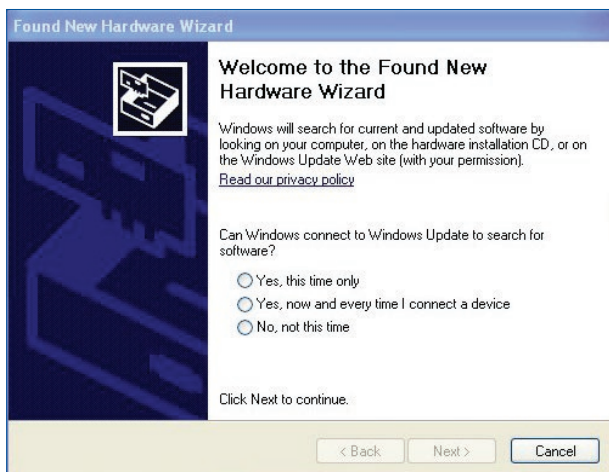 Found New Hardware Wizard
Welcome to the Found New
Hardware Wizard
Windows will search for current and updated software by
looking on your computer, on the hardware installation CD, or on
the Windows Update Web site (with your permission).
Read our privacy policy
Can Windows connect to Windows Update to search for
software?
Yes, this time only
Yes, now and every time I connect a device
No, not this time
Click Next to continue.
< Back
Next >
Cancel